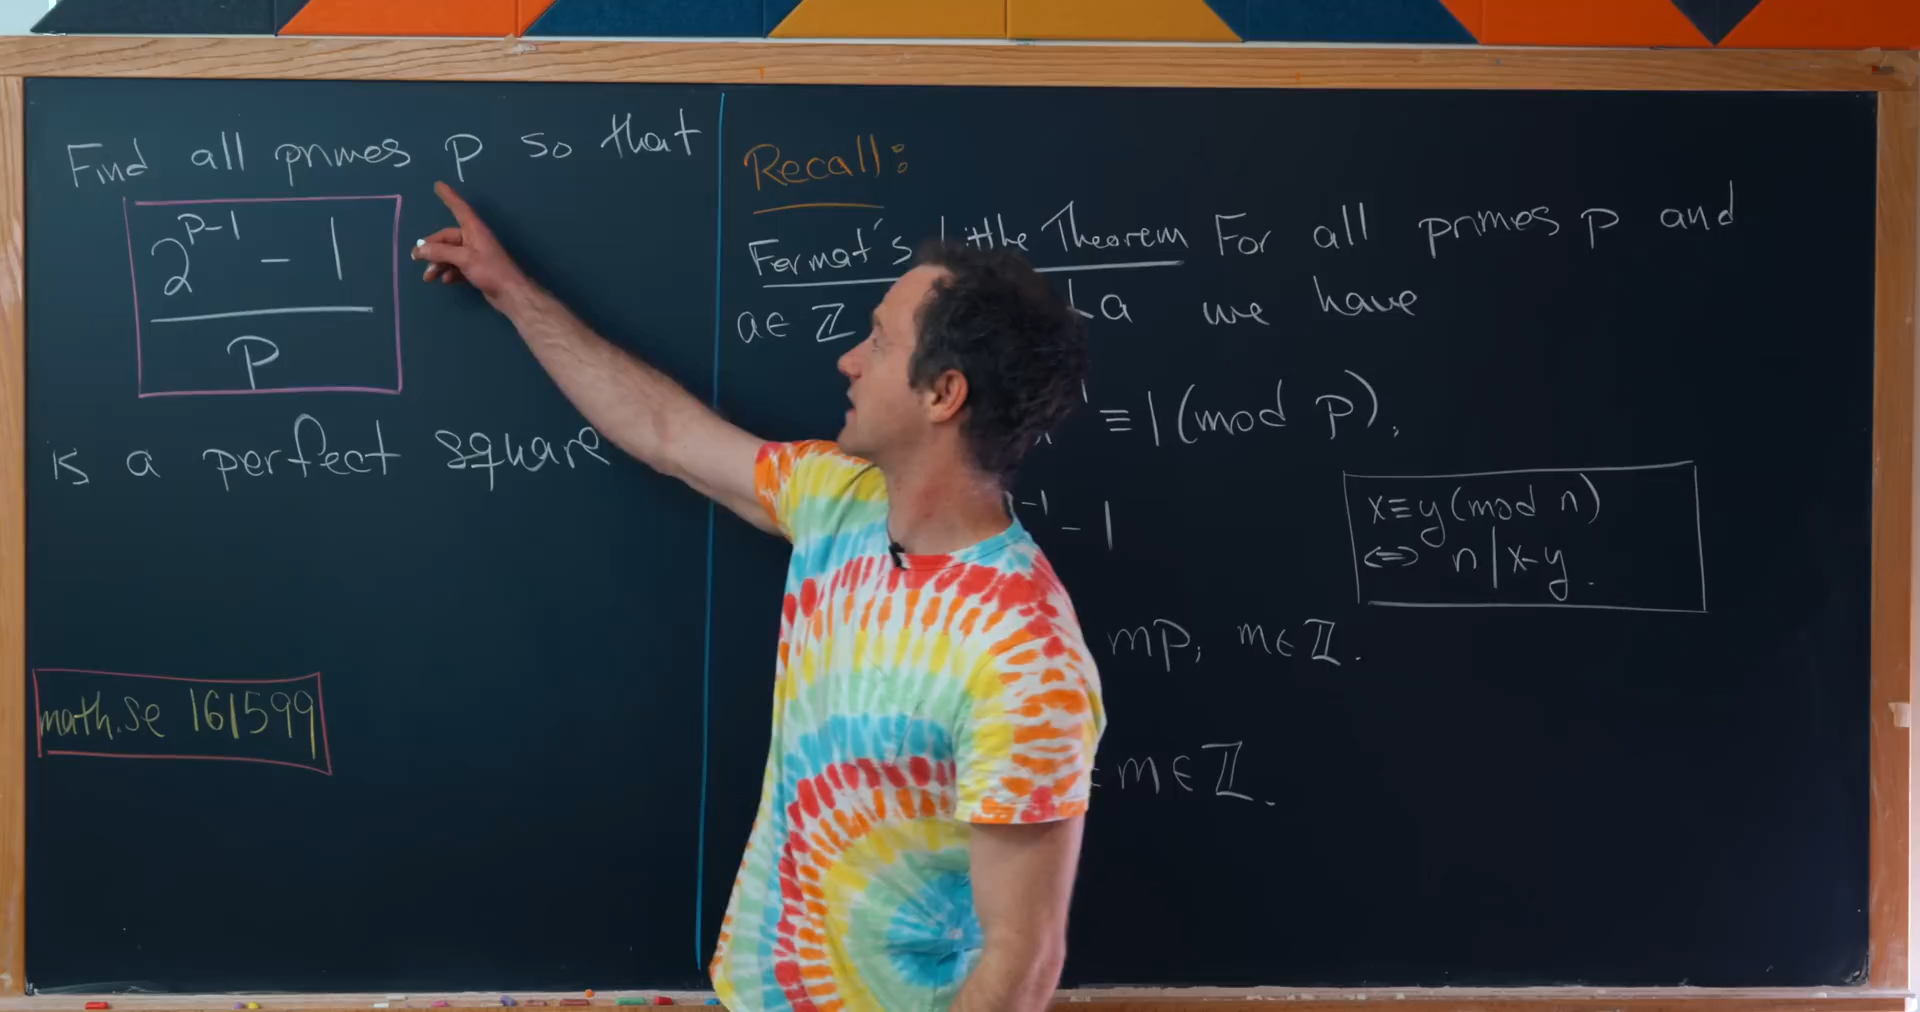 Find all primes p so that
2^{p-1} - 1
p
is a perfect square
math.se 161599
Recall:
Fermat's Little Theorem For all primes p and
a ∈ ℤ a we have
≡ 1 (mod p).
-1 - 1
x ≡ y (mod n)
⇔ n | x-y.
mp, m ∈ ℤ.
m ∈ ℤ.